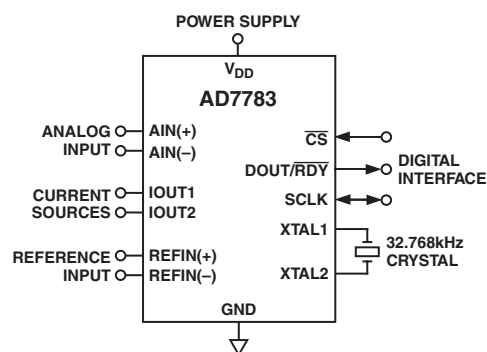 POWER SUPPLY
VDD
AD7783
ANALOG
INPUT
AIN(+)
AIN(–)
CURRENT
SOURCES
IOUT1
IOUT2
REFERENCE
INPUT
REFIN(+)
REFIN(–)
CS
DOUT/RDY
SCLK
DIGITAL
INTERFACE
XTAL1
XTAL2
32.768kHz
CRYSTAL
GND